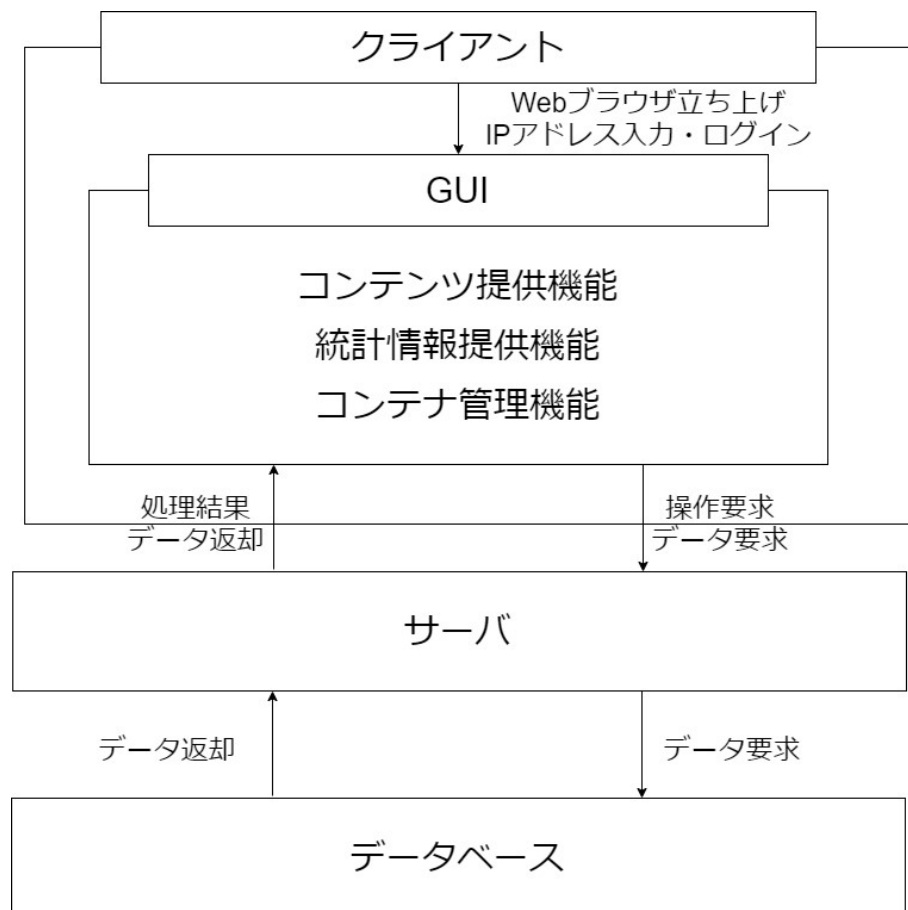 クライアント
Webブラウザ立ち上げ
IPアドレス入力・ログイン
GUI
コンテンツ提供機能
統計情報提供機能
コンテナ管理機能
処理結果
データ返却
操作要求
データ要求
サーバ
データ返却
データ要求
データベース